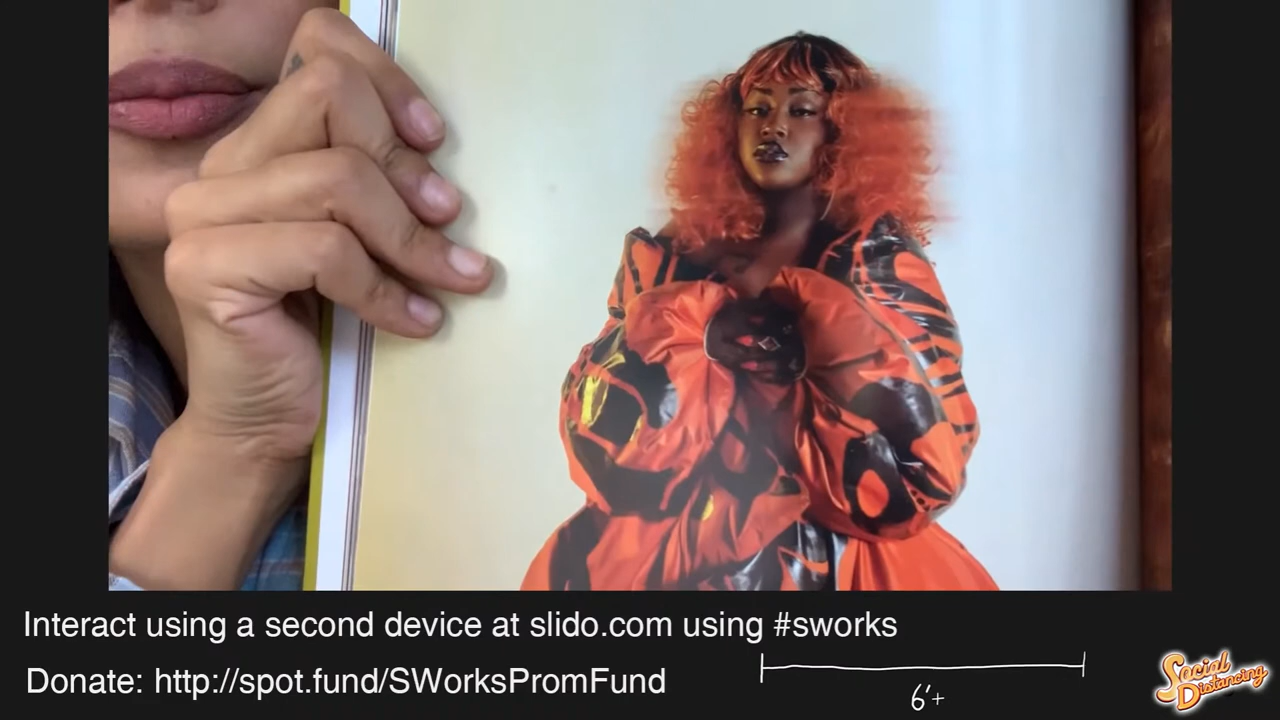 Interact using a second device at slido.com using #sworks
Donate: http://spot.fund/SWorksPromFund
6'+
Social
Distancing